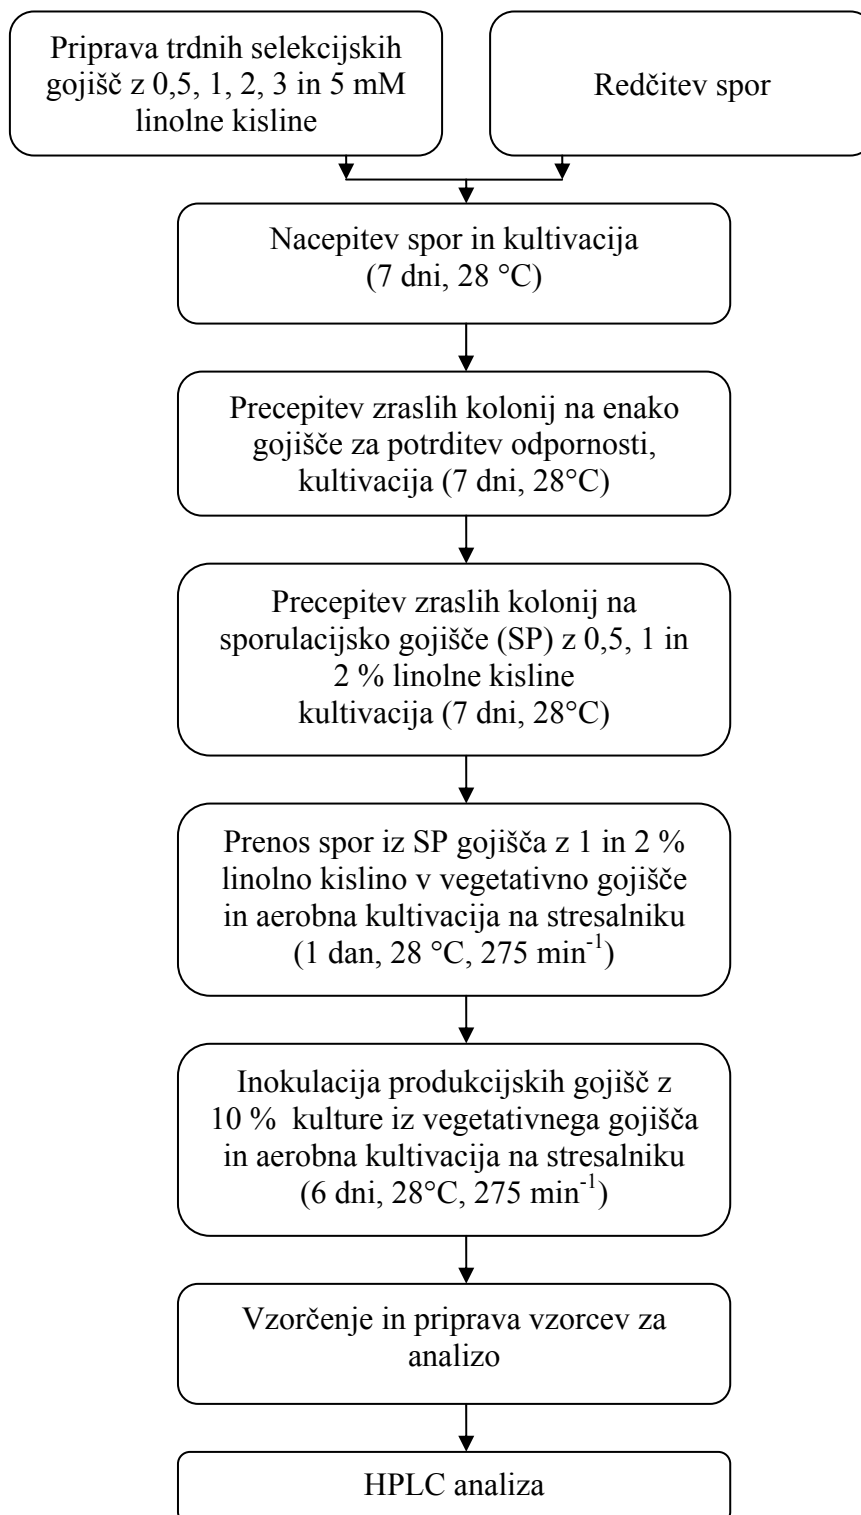 Priprava trdnih selekcijskih
gojišč z 0,5, 1, 2, 3 in 5 mM
linolne kisline
Redčitev spor
Nacepitev spor in kultivacija
(7 dni, 28 °C)
Precepitev zraslih kolonij na enako
gojišče za potrditev odpornosti,
kultivacija (7 dni, 28°C)
Precepitev zraslih kolonij na
sporulacijsko gojišče (SP) z 0,5, 1 in
2 % linolne kisline
kultivacija (7 dni, 28°C)
Prenos spor iz SP gojišča z 1 in 2 %
linolno kislino v vegetativno gojišče
in aerobna kultivacija na stresalniku
(1 dan, 28 °C, 275 min⁻¹)
Inokulacija produkcijskih gojišč z
10 % kulture iz vegetativnega gojišča
in aerobna kultivacija na stresalniku
(6 dni, 28°C, 275 min⁻¹)
Vzorčenje in priprava vzorcev za
analizo
HPLC analiza